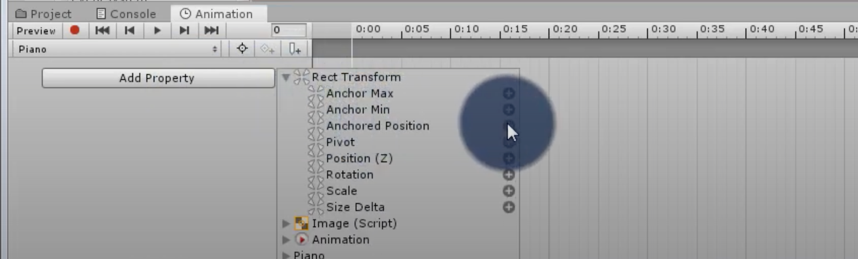 Project Console Animation
Preview 0 0:00 0:05 0:10 0:15 0:20 0:25 0:30 0:35 0:40 0:45
Piano
Add Property
Rect Transform
Anchor Max
Anchor Min
Anchored Position
Pivot
Position (Z)
Rotation
Scale
Size Delta
Image (Script)
Animation
Piano